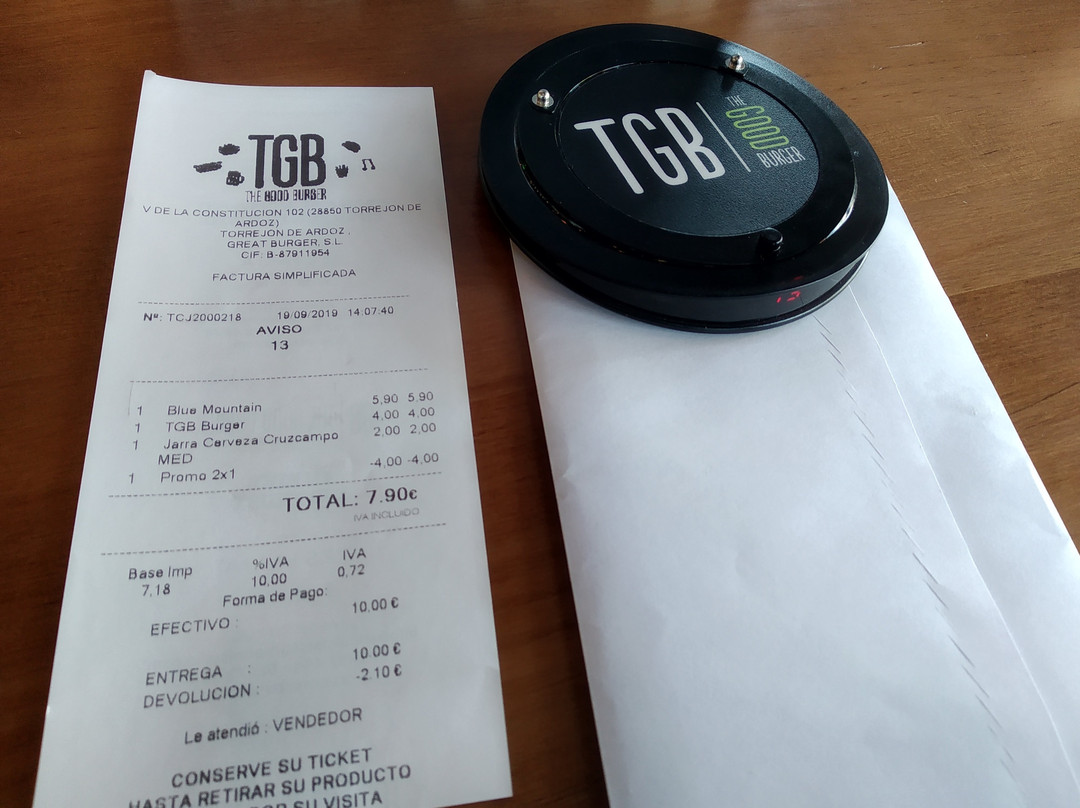 TGB
THE GOOD BURGER
V DE LA CONSTITUCION 102 (28850 TORREJON DE
ARDOZ)
TORREJON DE ARDOZ ,
GREAT BURGER, S.L.
CIF: B-87911954
FACTURA SIMPLIFICADA
Nº: TCJ2000218 19/09/2019 14:07:40
AVISO
13
1 Blue Mountain 5,90 5,90
1 TGB Burger 4,00 4,00
1 Jarra Cerveza Cruzcampo 2,00 2,00
MED
1 Promo 2x1 -4,00 -4,00
TOTAL: 7.90€
IVA INCLUIDO
Base Imp %IVA IVA
7,18 10,00 0,72
Forma de Pago:
EFECTIVO : 10,00 €
ENTREGA : 10.00 €
DEVOLUCION : -2.10 €
Le atendió : VENDEDOR
CONSERVE SU TICKET
HASTA RETIRAR SU PRODUCTO
POR SU VISITA
TGB
THE
GOOD
BURGER